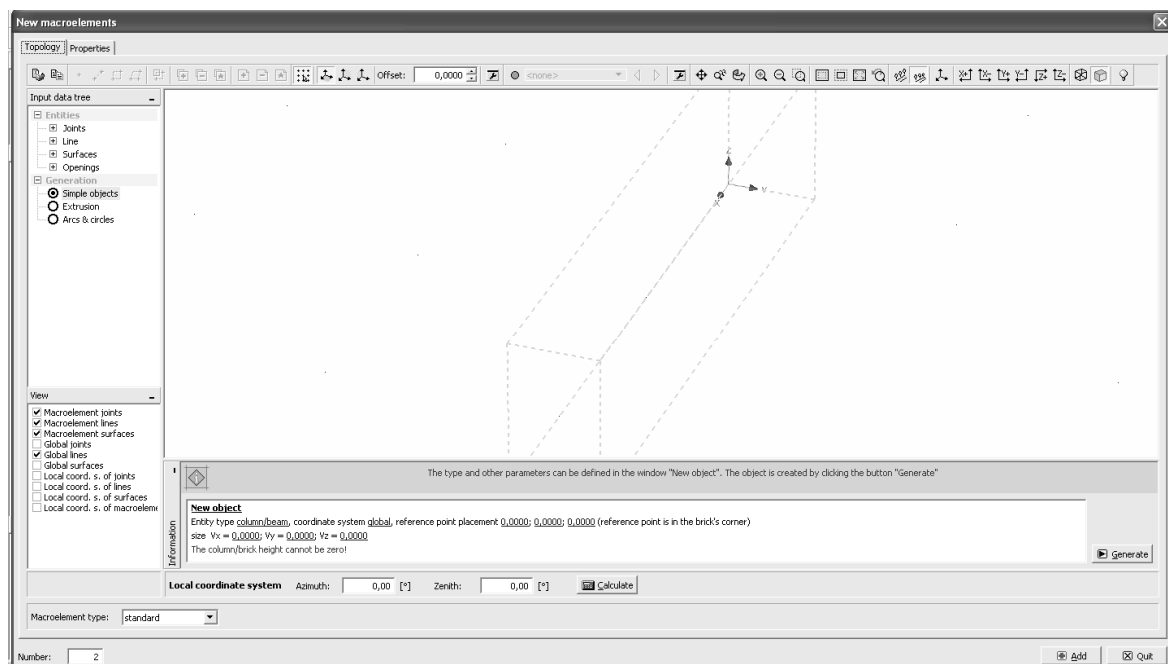 New macroelements
Topology Properties
Offset: 0,0000 <none>
Input data tree
Entities
Joints
Line
Surfaces
Openings
Generation
Simple objects
Extrusion
Arcs & circles
Z
Y
X
View
Macroelement joints
Macroelement lines
Macroelement surfaces
Global joints
Global lines
Global surfaces
Local coord. s. of joints
Local coord. s. of lines
Local coord. s. of surfaces
Local coord. s. of macroeleme
Information
The type and other parameters can be defined in the window "New object". The object is created by clicking the button "Generate"
New object
Entity type column/beam, coordinate system global, reference point placement 0,0000; 0,0000; 0,0000 (reference point is in the brick's corner)
size Vx = 0,0000; Vy = 0,0000; Vz = 0,0000
The column/brick height cannot be zero!
Generate
Local coordinate system Azimuth: 0,00 [°] Zenith: 0,00 [°] Calculate
Macroelement type: standard
Number: 2 Add Quit